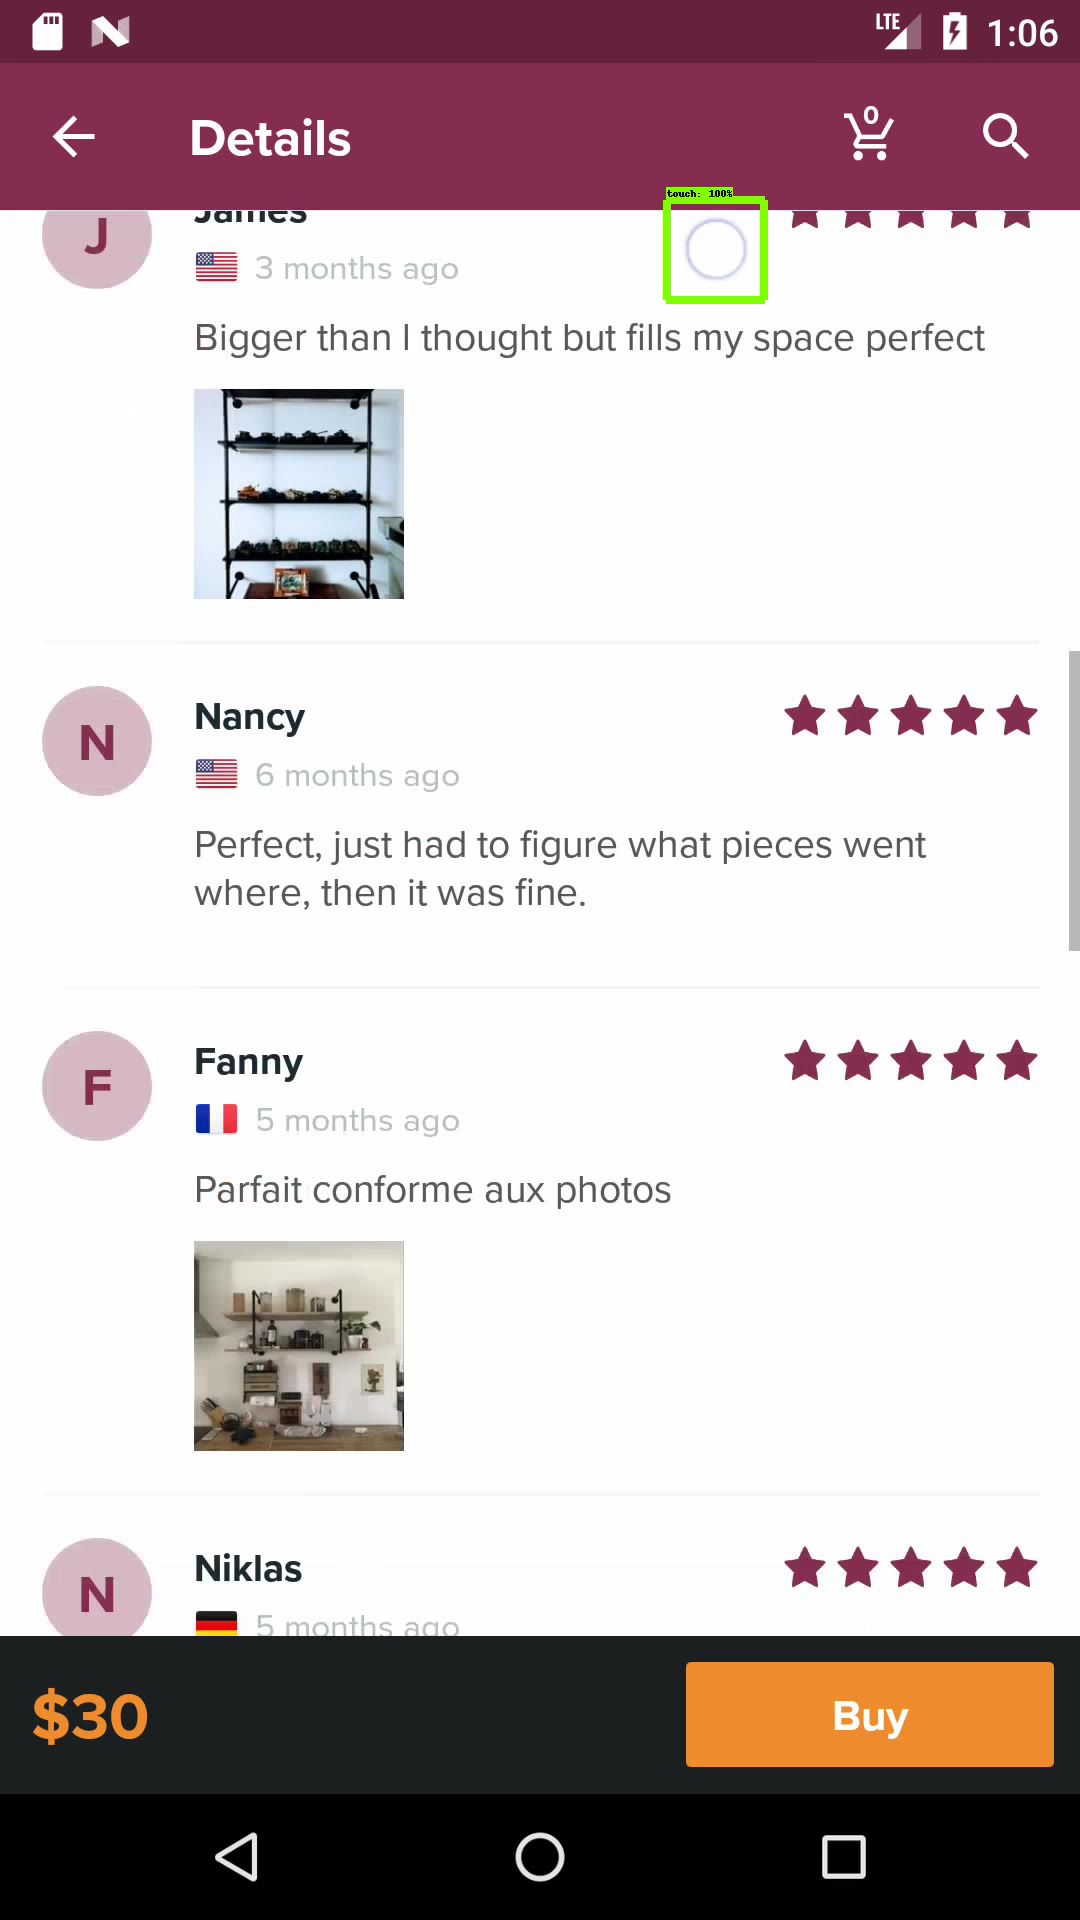 LTE 1:06
Details 0
touch: 100%
J James
3 months ago
Bigger than I thought but fills my space perfect
N Nancy
6 months ago
Perfect, just had to figure what pieces went
where, then it was fine.
F Fanny
5 months ago
Parfait conforme aux photos
N Niklas
5 months ago
$30 Buy